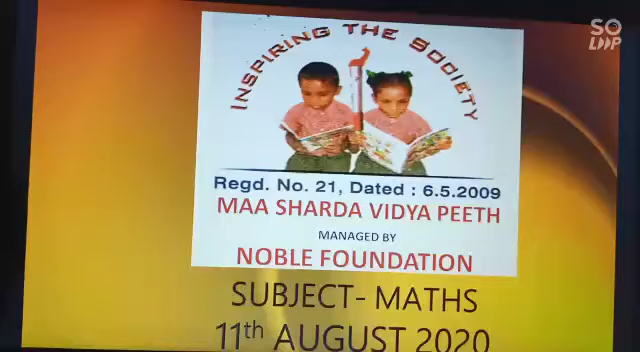 SO
LOOP
INSPIRING THE SOCIETY
Regd. No. 21, Dated : 6.5.2009
MAA SHARDA VIDYA PEETH
MANAGED BY
NOBLE FOUNDATION
SUBJECT- MATHS
11th AUGUST 2020